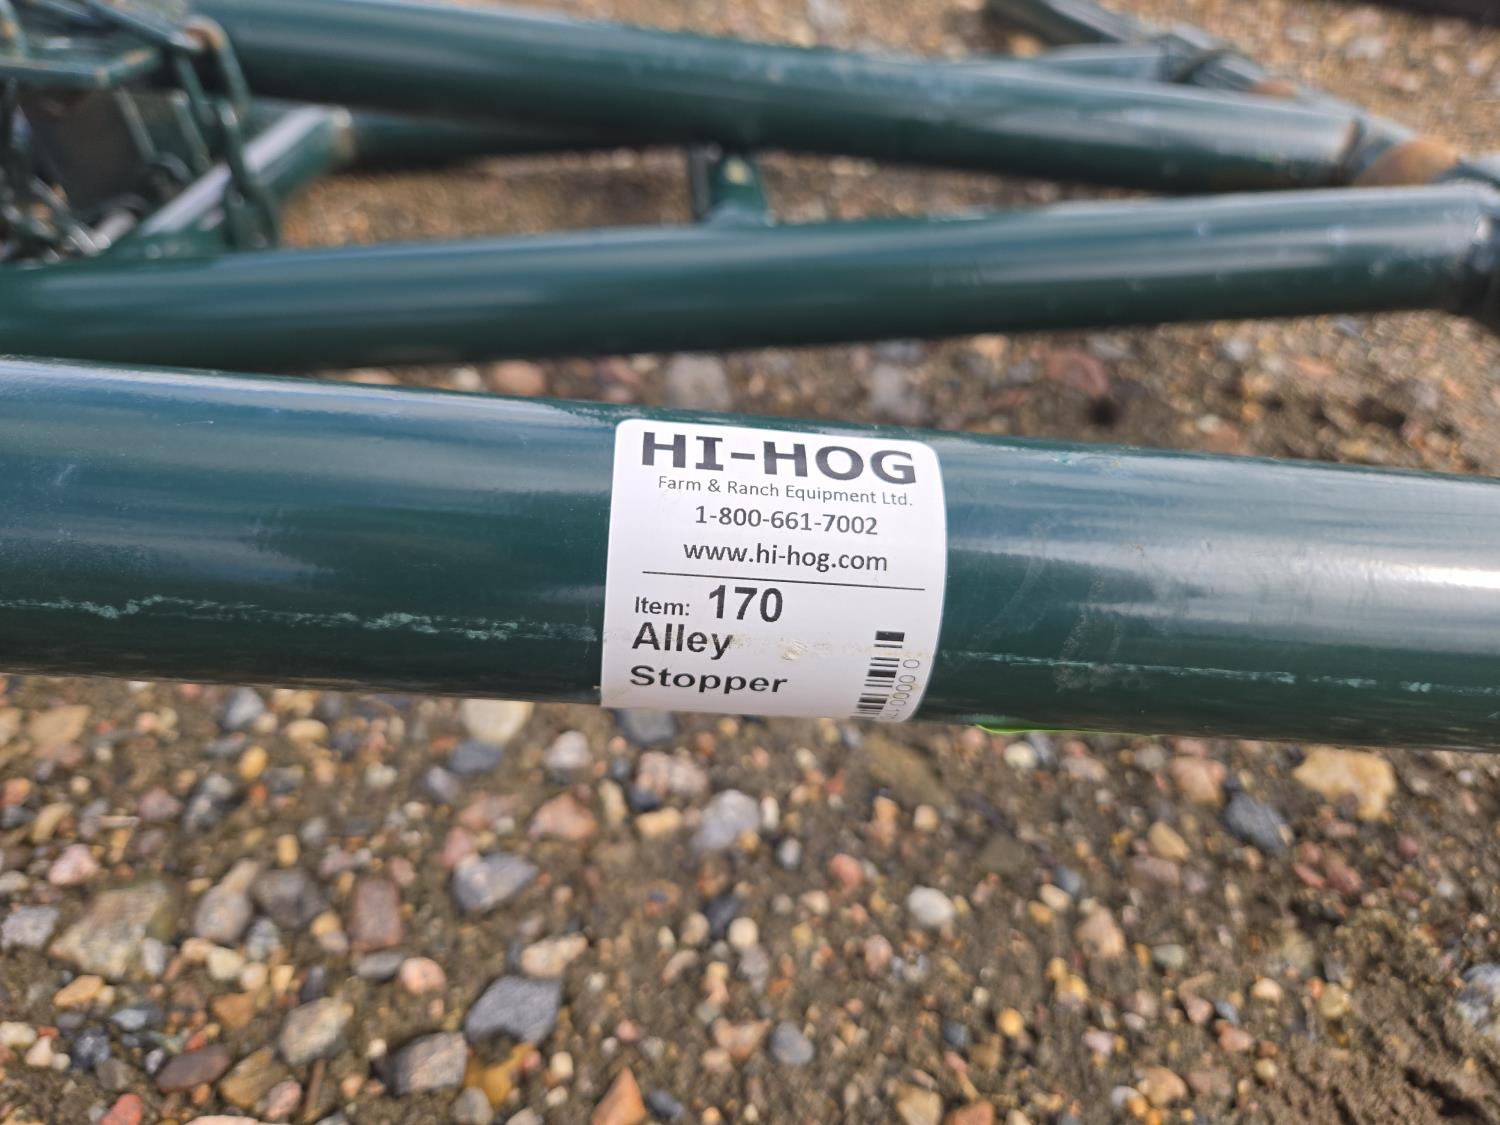 HI-HOG
Farm & Ranch Equipment Ltd.
1-800-661-7002
www.hi-hog.com
Item: 170
Alley
Stopper